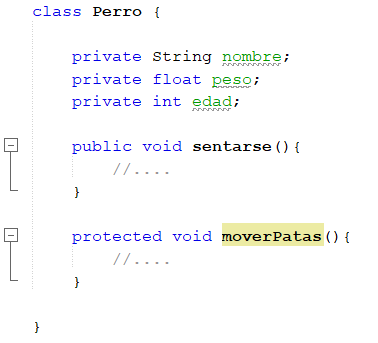 class Perro {
private String nombre;
private float peso;
private int edad;
public void sentarse(){
//....
}
protected void moverPatas(){
//....
}
}